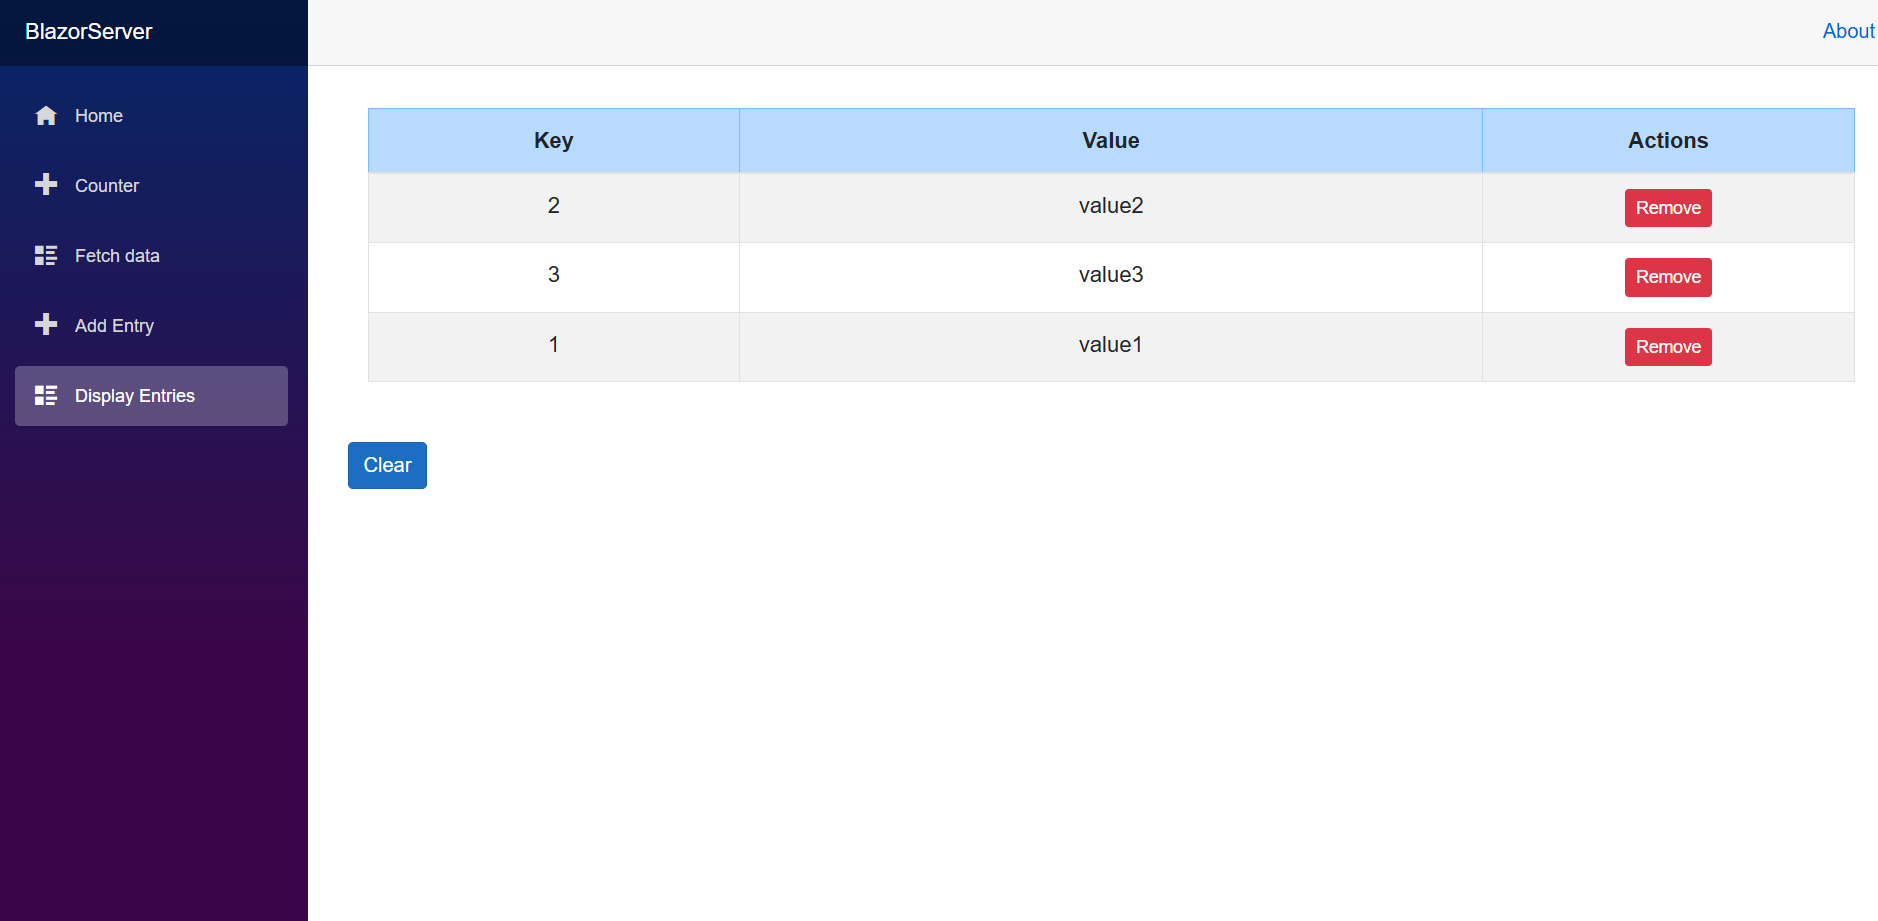 BlazorServer
About
Home
Counter
Fetch data
Add Entry
Display Entries
Key Value Actions
2 value2 Remove
3 value3 Remove
1 value1 Remove
Clear